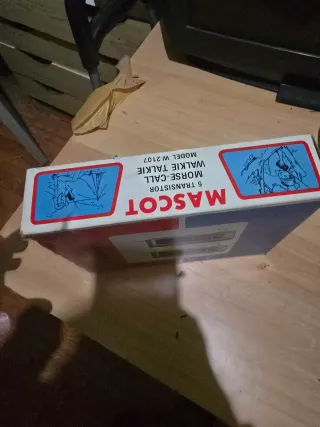 MASCOT
5 TRANSISTOR
MORSE-CALL
WALKIE TALKIE
MODEL W 2107